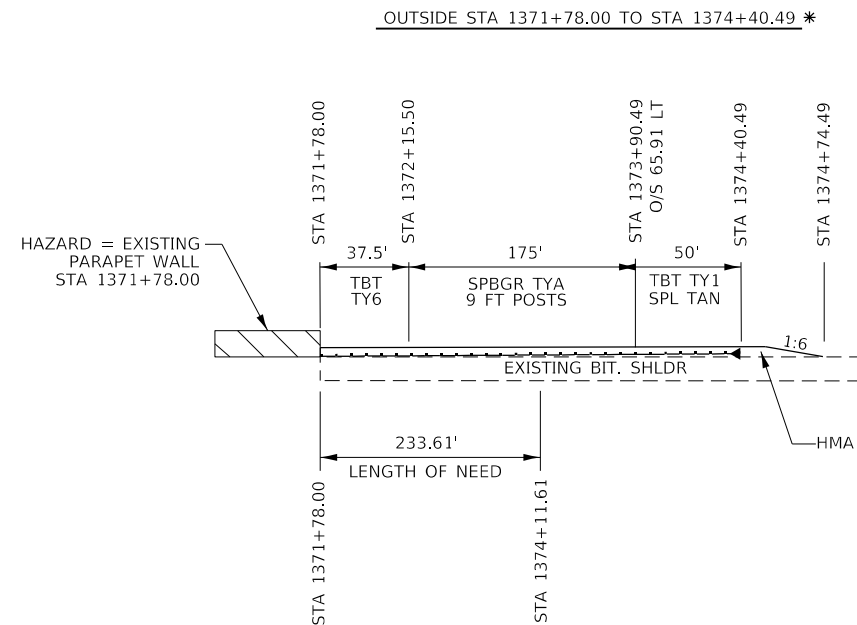 OUTSIDE STA 1371+78.00 TO STA 1374+40.49 *
STA 1371+78.00
STA 1372+15.50
STA 1373+90.49
O/S 65.91 LT
STA 1374+40.49
STA 1374+74.49
HAZARD = EXISTING
PARAPET WALL
STA 1371+78.00
37.5'
TBT
TY6
175'
SPBGR TYA
9 FT POSTS
50'
TBT TY1
SPL TAN
1:6
EXISTING BIT. SHLDR
HMA
233.61'
LENGTH OF NEED
STA 1371+78.00
STA 1374+11.61